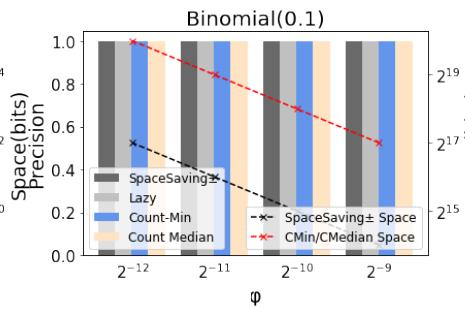 Binomial(0.1)
Space(bits)
Precision
1.0
0.8
0.6
0.4
0.2
0.0
2^19
2^17
2^15
SpaceSaving±
Lazy
Count-Min
Count Median
SpaceSaving± Space
CMin/CMedian Space
2^-12
2^-11
2^-10
2^-9
φ